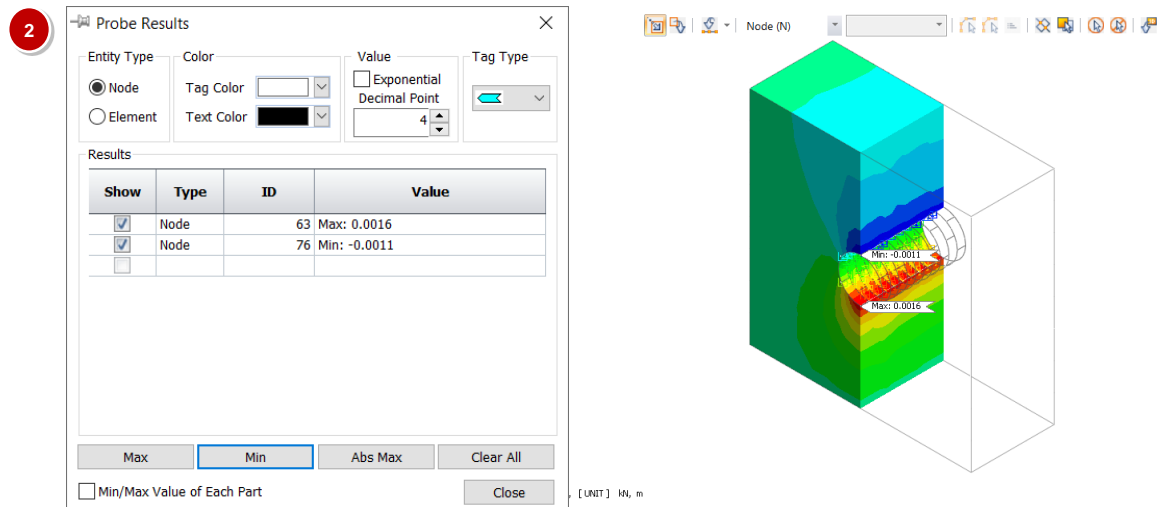 2
Probe Results
Entity Type
Color
Value
Tag Type
Node
Tag Color
Exponential
Decimal Point
Element
Text Color
4
Results
Show Type ID Value
Node 63 Max: 0.0016
Node 76 Min: -0.0011
Max Min Abs Max Clear All
Min/Max Value of Each Part
Close
, [UNIT] kN, m
Node (N)
Min: -0.0011
Max: 0.0016